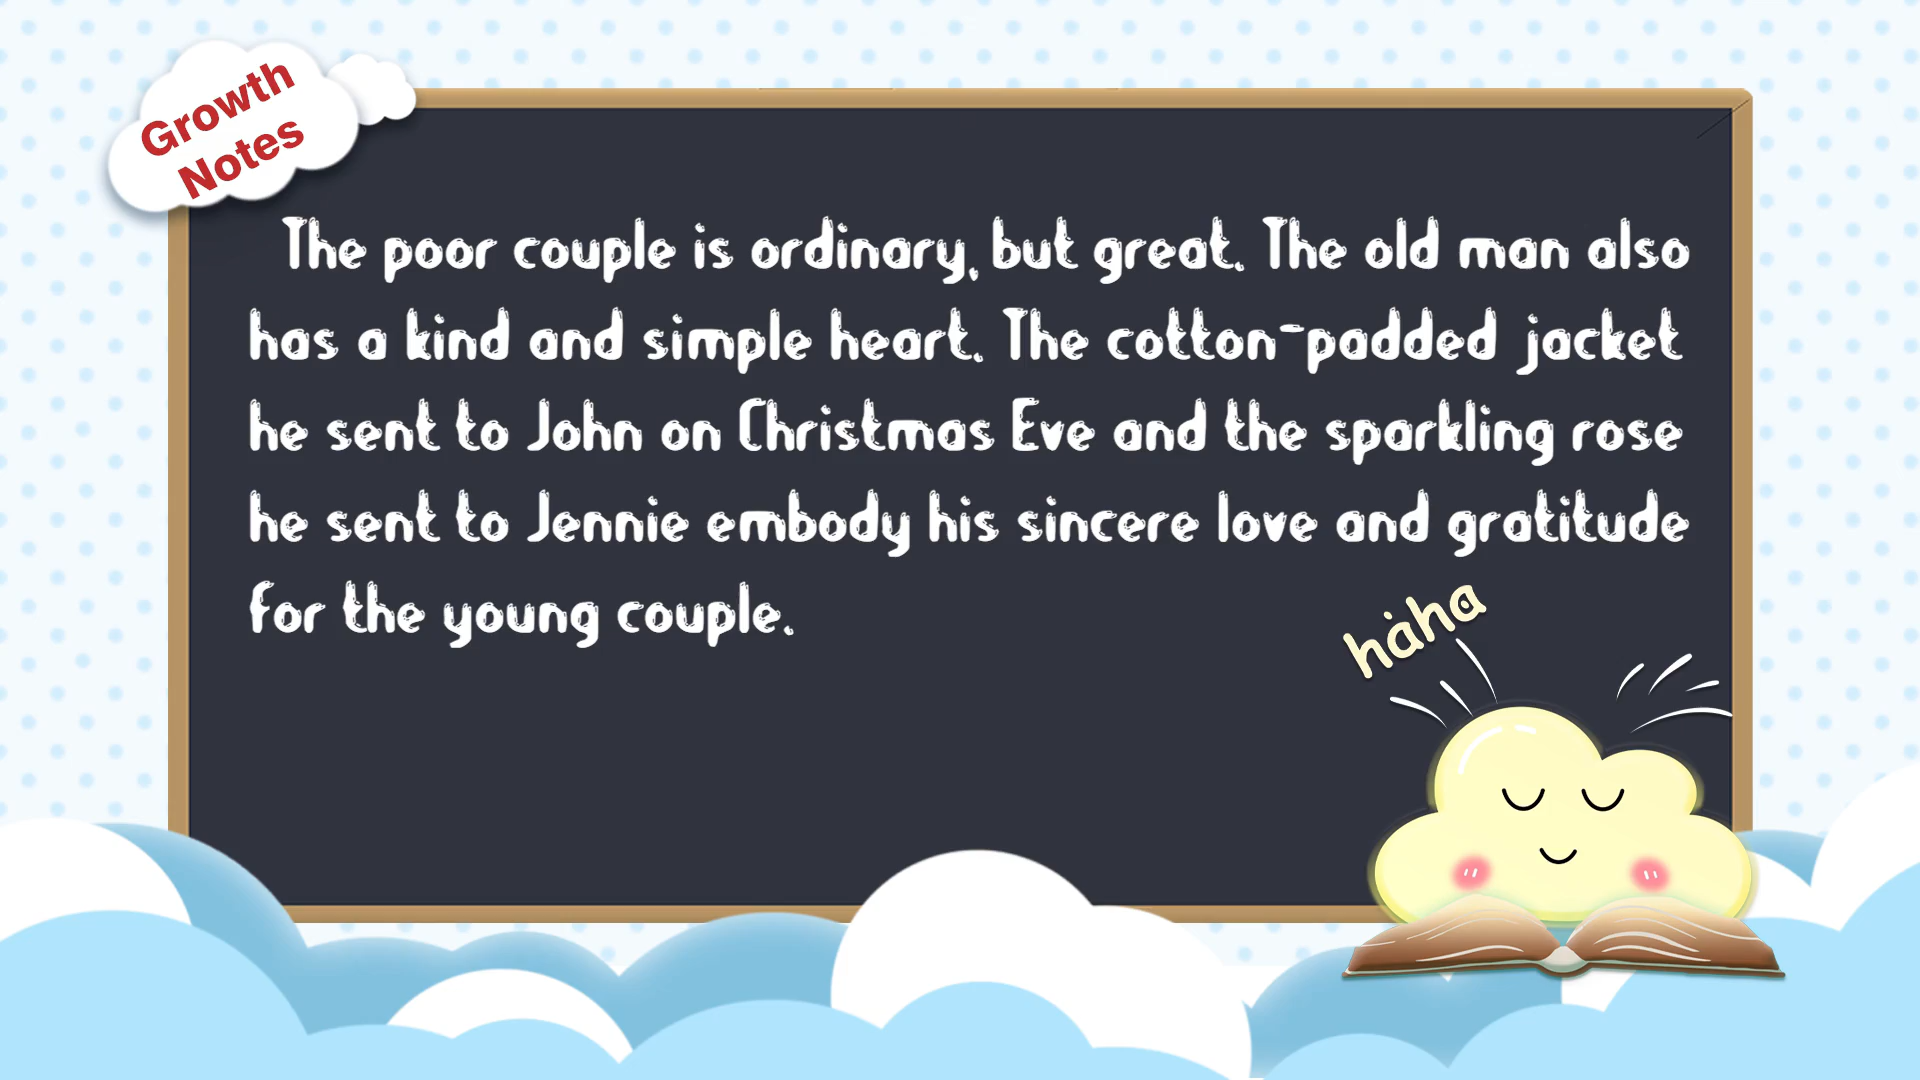 Growth
Notes
The poor couple is ordinary, but great. The old man also
has a kind and simple heart. The cotton-padded jacket
he sent to John on Christmas Eve and the sparkling rose
he sent to Jennie embody his sincere love and gratitude
for the young couple.
haha